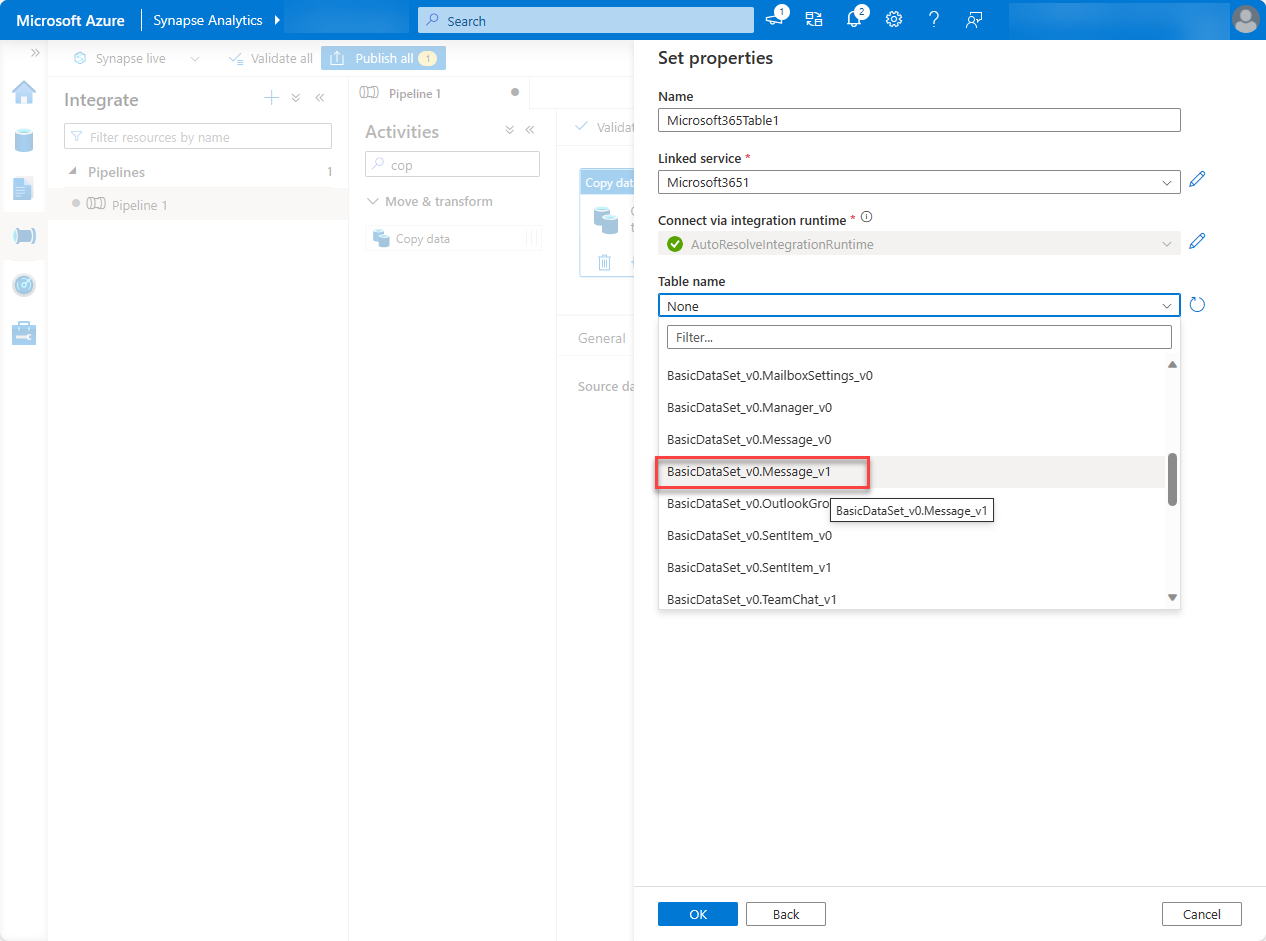 Microsoft Azure
Synapse Analytics
Search
1
2
Synapse live
Validate all
Publish all
1
Integrate
Filter resources by name
Pipelines
1
Pipeline 1
Pipeline 1
Activities
cop
Move & transform
Copy data
Validat
Copy dat
General
Source da
Set properties
Name
Microsoft365Table1
Linked service *
Microsoft3651
Connect via integration runtime *
AutoResolveIntegrationRuntime
Table name
None
Filter...
BasicDataSet_v0.MailboxSettings_v0
BasicDataSet_v0.Manager_v0
BasicDataSet_v0.Message_v0
BasicDataSet_v0.Message_v1
BasicDataSet_v0.OutlookGro
BasicDataSet_v0.Message_v1
BasicDataSet_v0.SentItem_v0
BasicDataSet_v0.SentItem_v1
BasicDataSet_v0.TeamChat_v1
OK
Back
Cancel